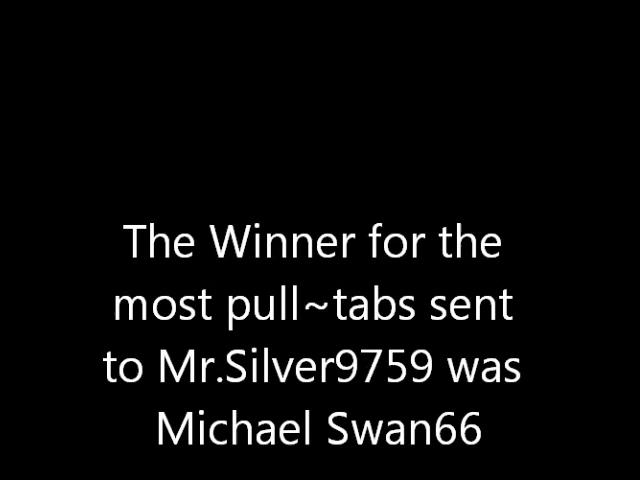 The Winner for the
most pull~tabs sent
to Mr.Silver9759 was
Michael Swan66